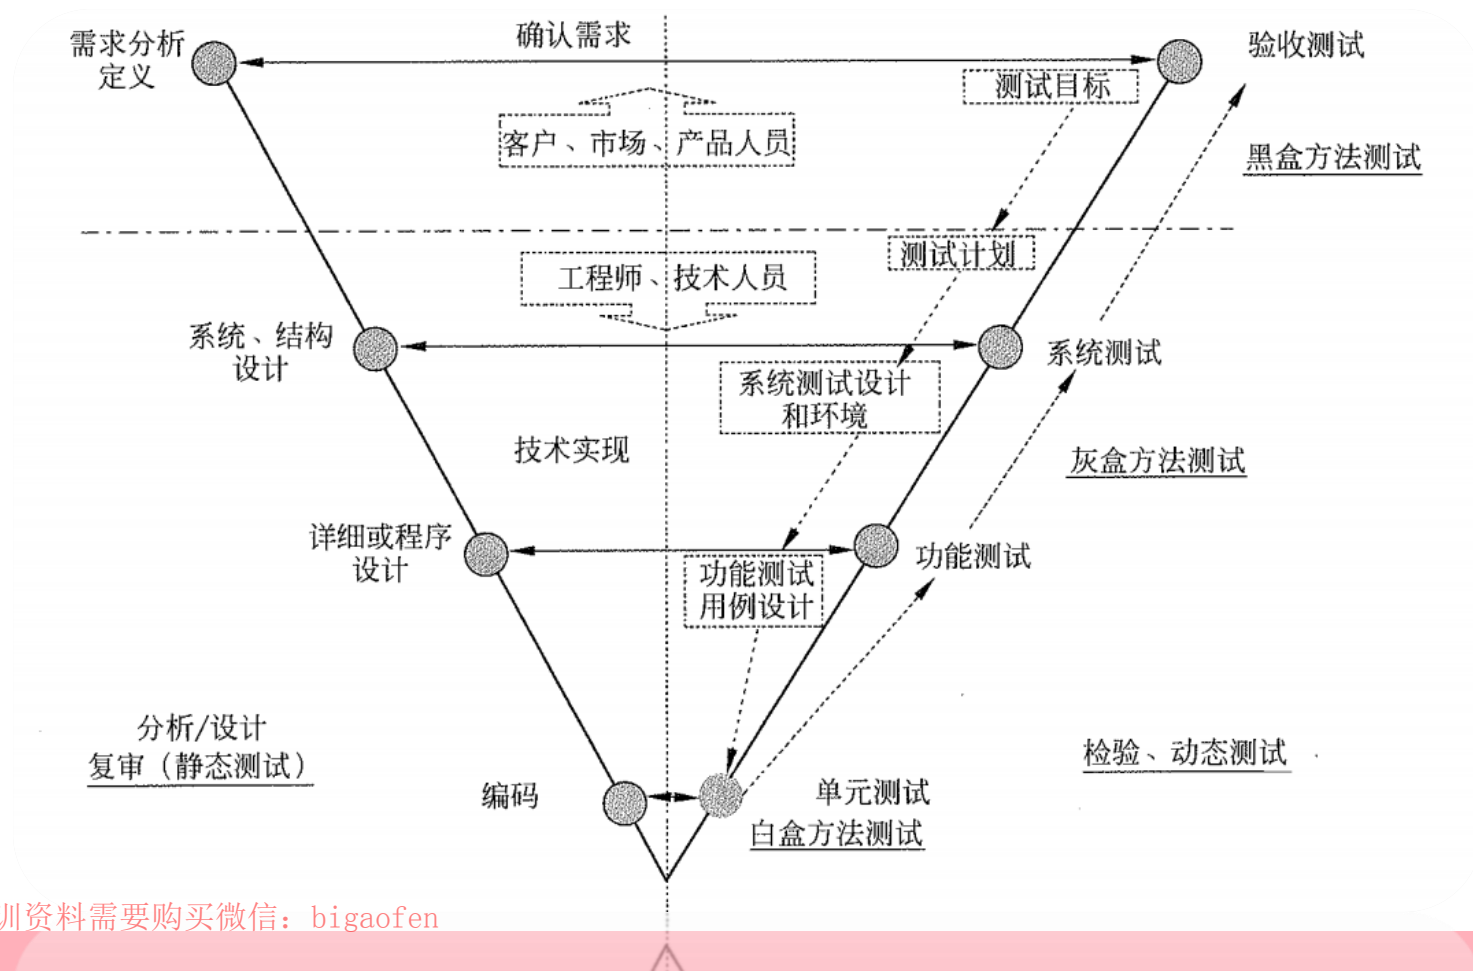 需求分析
定义
确认需求
验收测试
测试目标
客户、市场、产品人员
黑盒方法测试
测试计划
工程师、技术人员
系统、结构
设计
系统测试
系统测试设计
和环境
技术实现
灰盒方法测试
详细或程序
设计
功能测试
功能测试
用例设计
分析/设计
复审（静态测试）
检验、动态测试
编码
单元测试
白盒方法测试
训资料需要购买微信：bigaofen